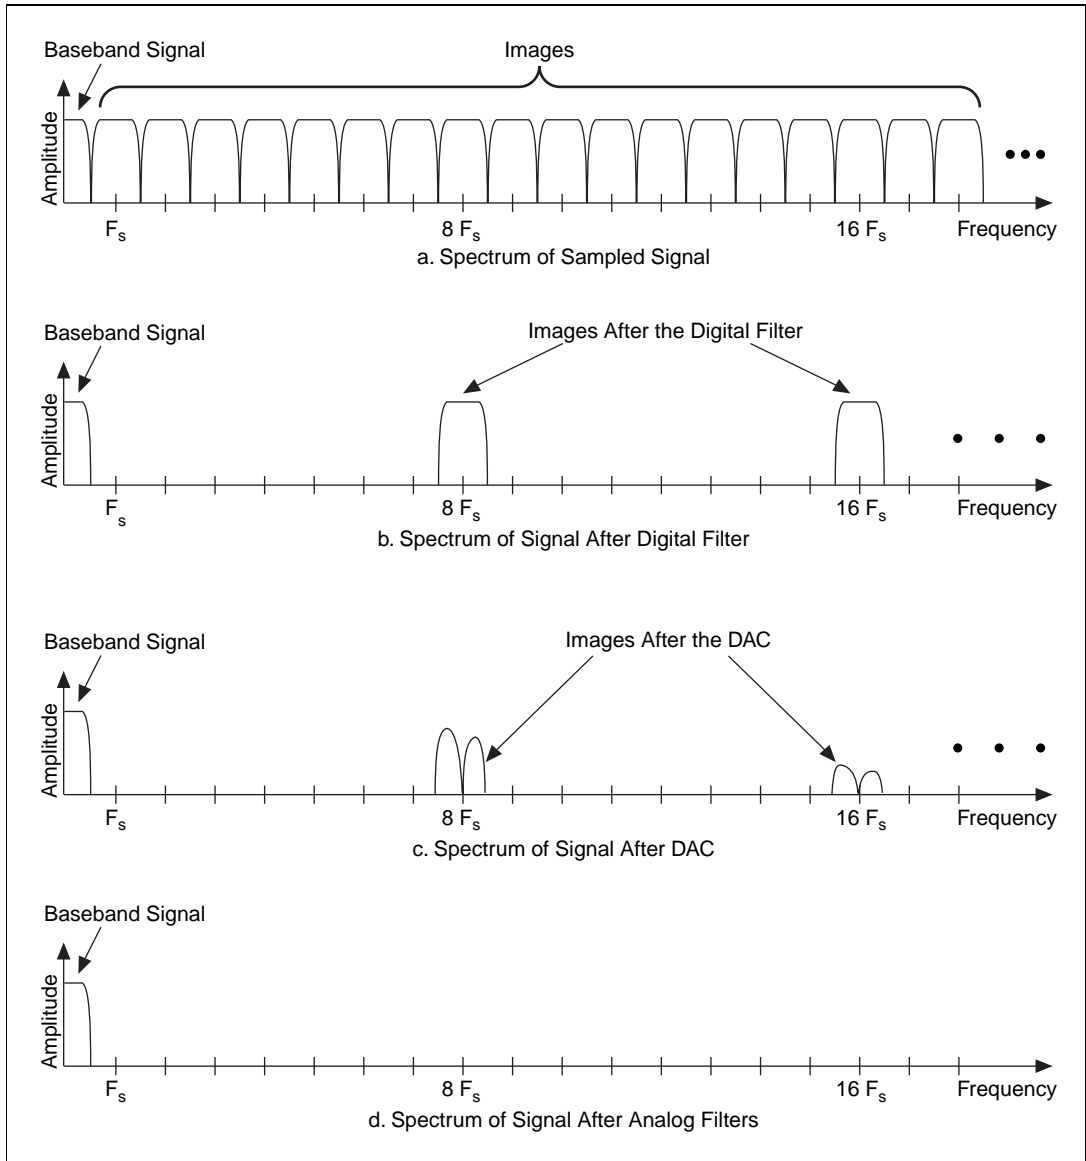 Baseband Signal
Images
Amplitude
Fs
8 Fs
16 Fs
Frequency
a. Spectrum of Sampled Signal
Baseband Signal
Images After the Digital Filter
Amplitude
Fs
8 Fs
16 Fs
Frequency
b. Spectrum of Signal After Digital Filter
Baseband Signal
Images After the DAC
Amplitude
Fs
8 Fs
16 Fs
Frequency
c. Spectrum of Signal After DAC
Baseband Signal
Amplitude
Fs
8 Fs
16 Fs
Frequency
d. Spectrum of Signal After Analog Filters